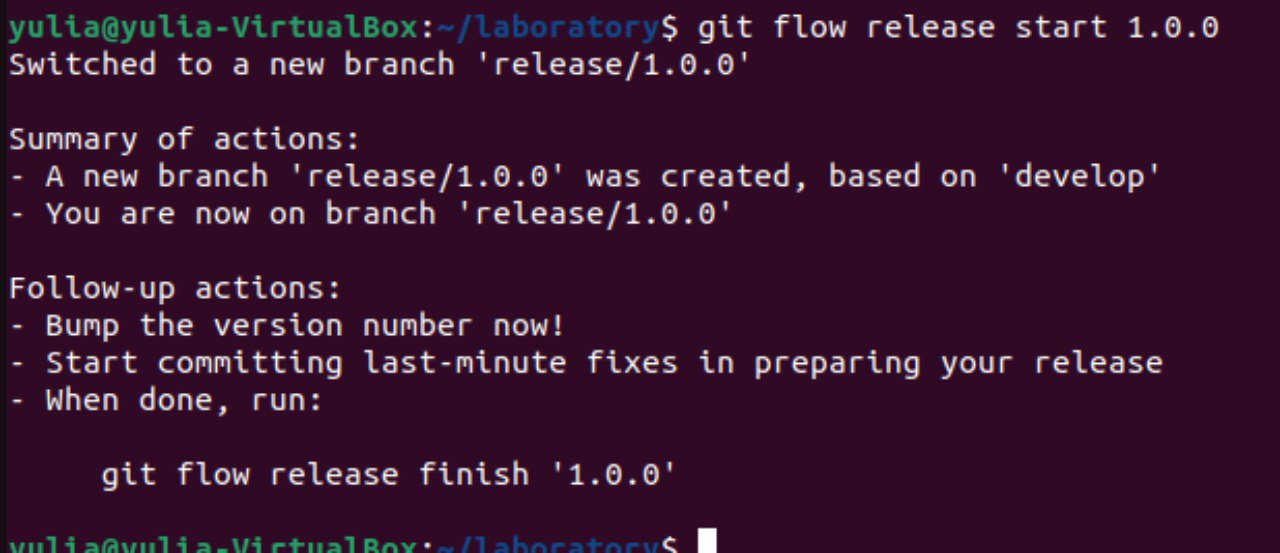 yulia@yulia-VirtualBox:~/laboratory$ git flow release start 1.0.0
Switched to a new branch 'release/1.0.0'
Summary of actions:
- A new branch 'release/1.0.0' was created, based on 'develop'
- You are now on branch 'release/1.0.0'
Follow-up actions:
- Bump the version number now!
- Start committing last-minute fixes in preparing your release
- When done, run:
git flow release finish '1.0.0'
yulia@yulia-VirtualBox:~/laboratory$